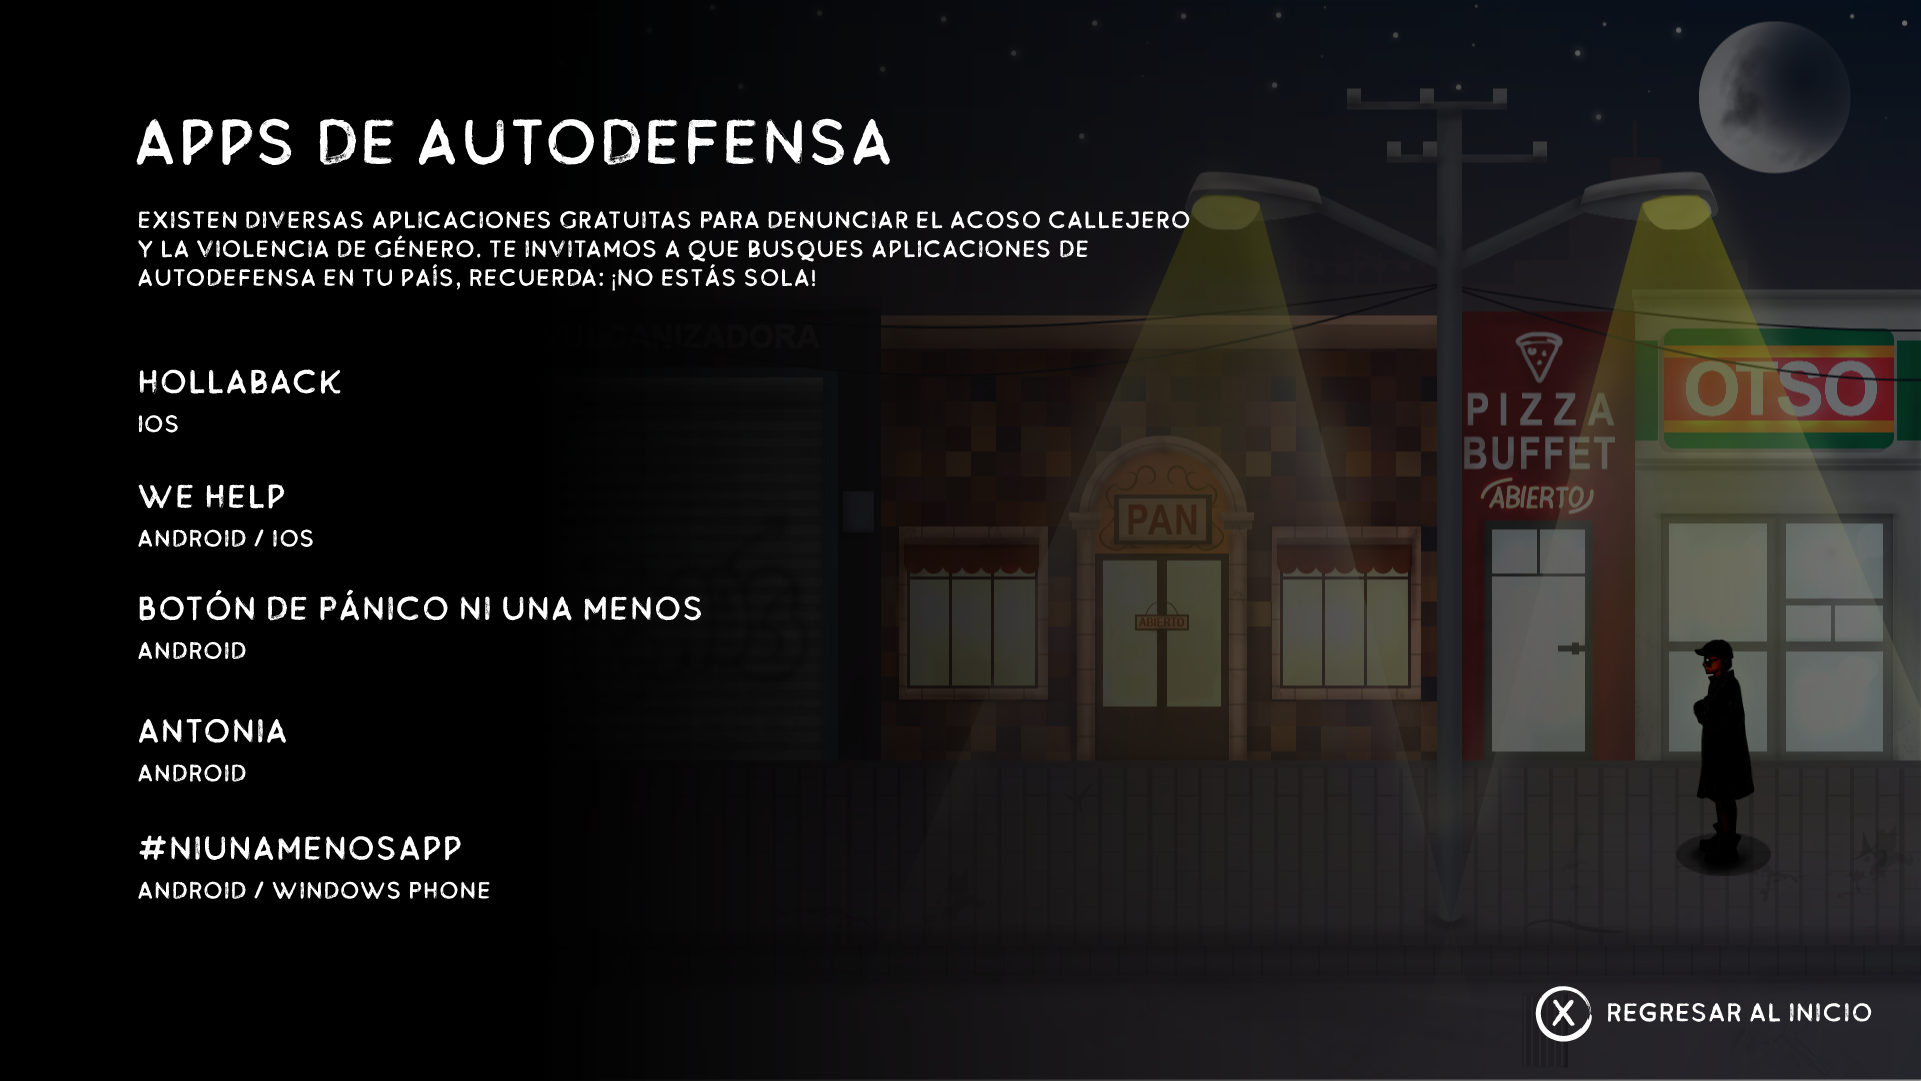 APPS DE AUTODEFENSA
EXISTEN DIVERSAS APLICACIONES GRATUITAS PARA DENUNCIAR EL ACOSO CALLEJERO
Y LA VIOLENCIA DE GÉNERO. TE INVITAMOS A QUE BUSQUES APLICACIONES DE
AUTODEFENSA EN TU PAÍS, RECUERDA: ¡NO ESTÁS SOLA!
HOLLABACK
IOS
WE HELP
ANDROID / IOS
BOTÓN DE PÁNICO NI UNA MENOS
ANDROID
ANTONIA
ANDROID
#NIUNAMENOSAPP
ANDROID / WINDOWS PHONE
PAN
ABIERTO
PIZZA
BUFFET
ABIERTO
OTSO
X REGRESAR AL INICIO